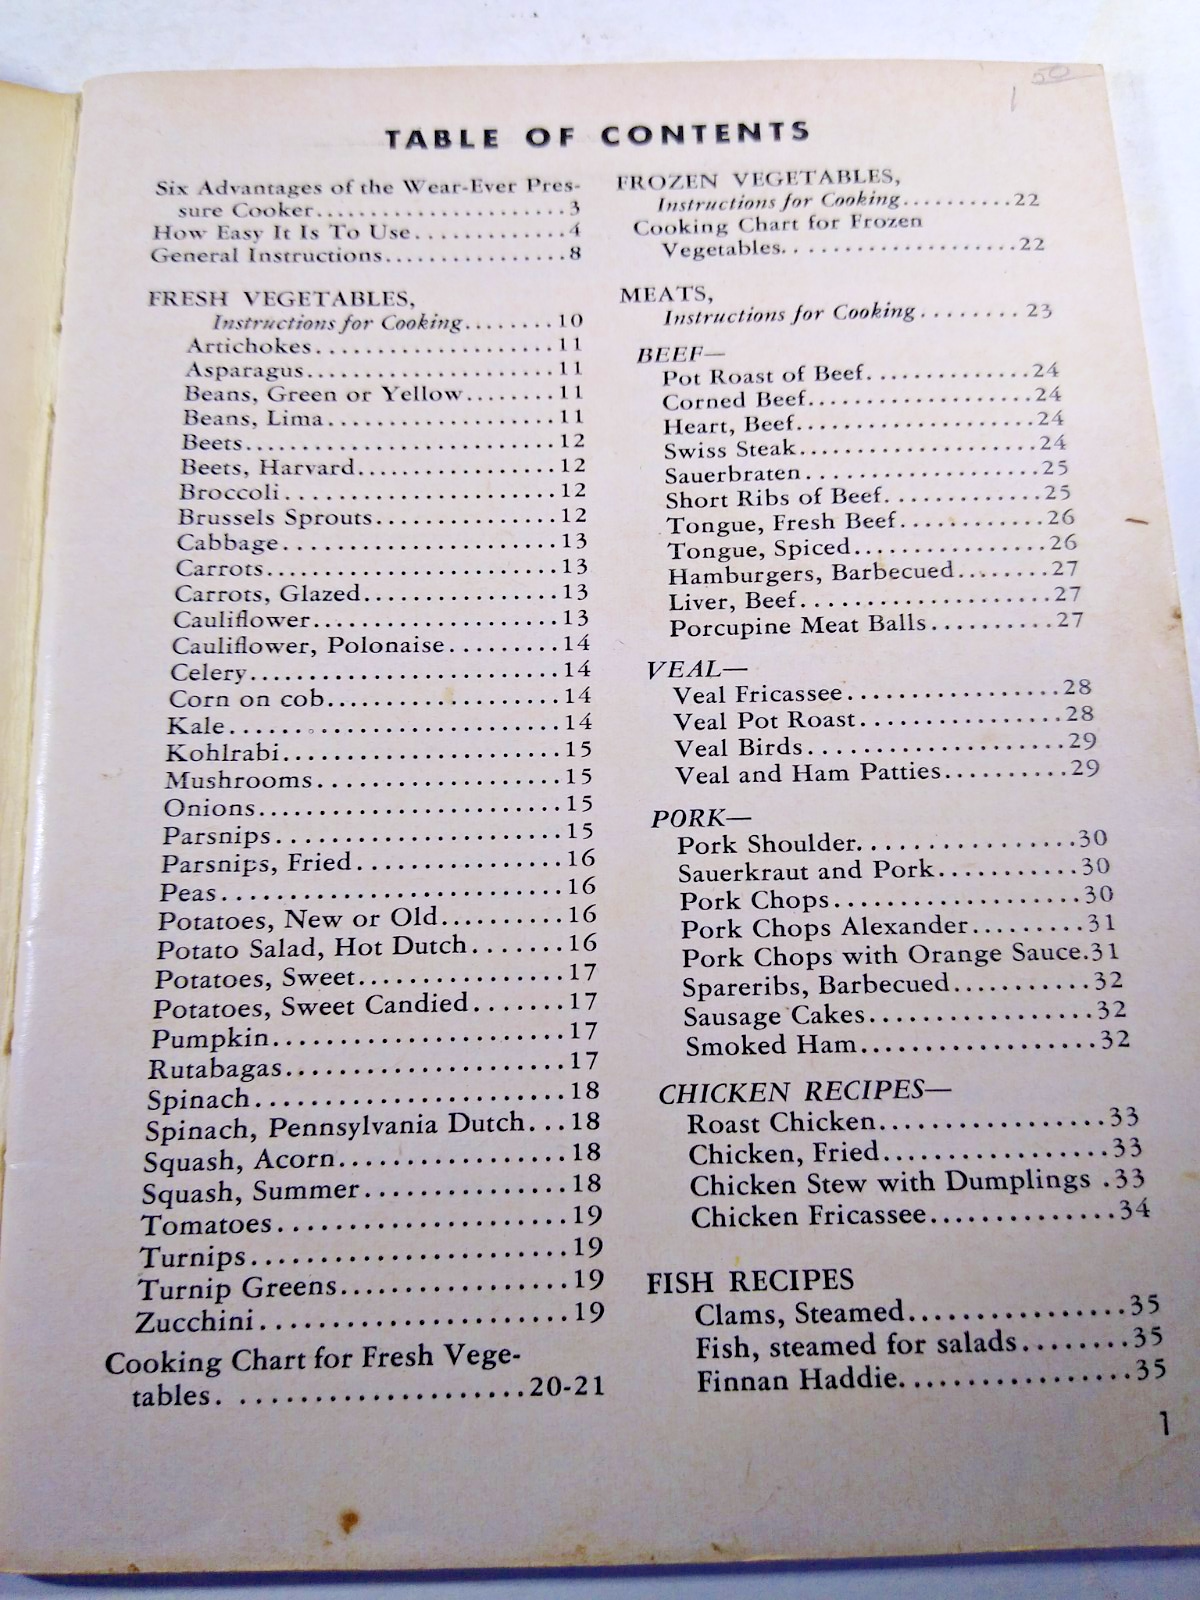 50
TABLE OF CONTENTS
Six Advantages of the Wear-Ever Pres-
sure Cooker......................3
How Easy It Is To Use.............4
General Instructions................8
FRESH VEGETABLES,
Instructions for Cooking........10
Artichokes....................11
Asparagus.....................11
Beans, Green or Yellow........11
Beans, Lima...................11
Beets.........................12
Beets, Harvard................12
Broccoli......................12
Brussels Sprouts..............12
Cabbage.......................13
Carrots.......................13
Carrots, Glazed...............13
Cauliflower...................13
Cauliflower, Polonaise........14
Celery........................14
Corn on cob...................14
Kale..........................14
Kohlrabi......................15
Mushrooms.....................15
Onions........................15
Parsnips......................15
Parsnips, Fried...............16
Peas..........................16
Potatoes, New or Old..........16
Potato Salad, Hot Dutch.......16
Potatoes, Sweet...............17
Potatoes, Sweet Candied.......17
Pumpkin.......................17
Rutabagas.....................17
Spinach.......................18
Spinach, Pennsylvania Dutch...18
Squash, Acorn.................18
Squash, Summer................18
Tomatoes......................19
Turnips.......................19
Turnip Greens.................19
Zucchini......................19
Cooking Chart for Fresh Vege-
tables. ....................20-21
FROZEN VEGETABLES,
Instructions for Cooking..........22
Cooking Chart for Frozen
Vegetables....................22
MEATS,
Instructions for Cooking........23
BEEF—
Pot Roast of Beef..............24
Corned Beef...................24
Heart, Beef...................24
Swiss Steak...................24
Sauerbraten...................25
Short Ribs of Beef.............25
Tongue, Fresh Beef............26
Tongue, Spiced................26
Hamburgers, Barbecued........27
Liver, Beef...................27
Porcupine Meat Balls..........27
VEAL—
Veal Fricassee................28
Veal Pot Roast................28
Veal Birds....................29
Veal and Ham Patties..........29
PORK—
Pork Shoulder.................30
Sauerkraut and Pork...........30
Pork Chops....................30
Pork Chops Alexander.........31
Pork Chops with Orange Sauce.31
Spareribs, Barbecued...........32
Sausage Cakes.................32
Smoked Ham...................32
CHICKEN RECIPES—
Roast Chicken.................33
Chicken, Fried................33
Chicken Stew with Dumplings .33
Chicken Fricassee..............34
FISH RECIPES
Clams, Steamed................35
Fish, steamed for salads........35
Finnan Haddie.................35
1